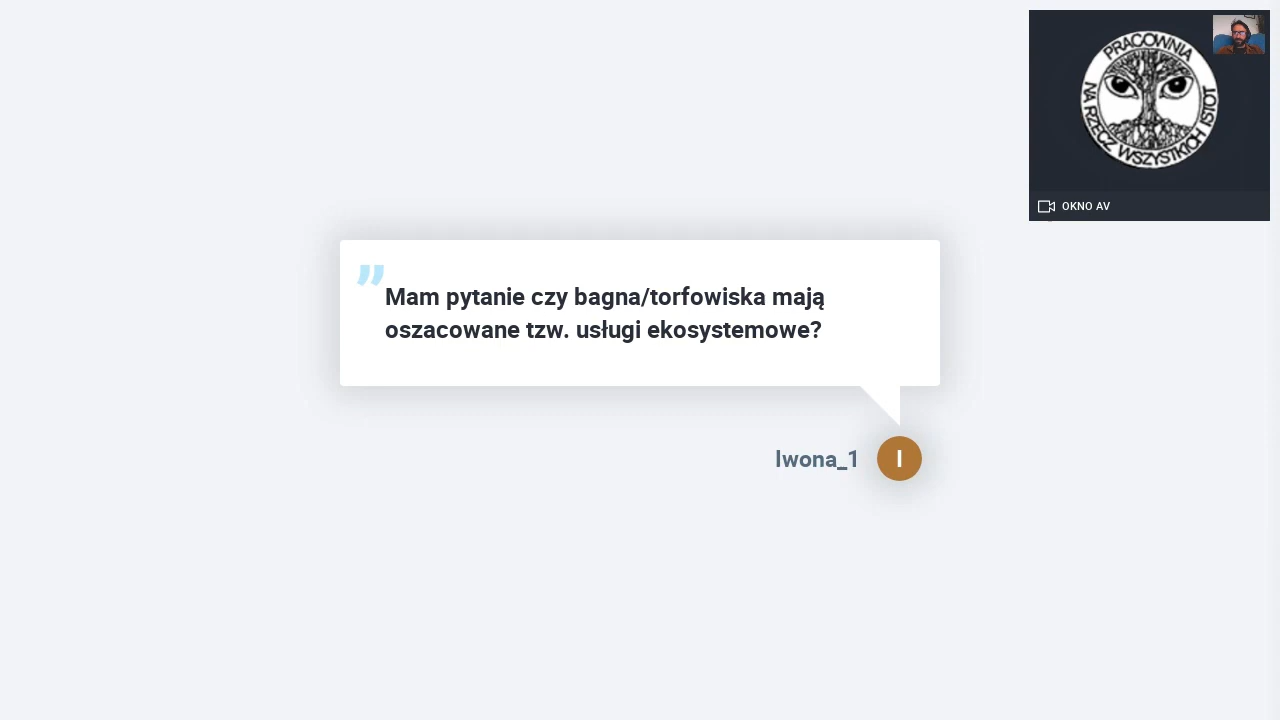 PRACOWNIA
NA RZECZ WSZYSTKICH ISTOT
OKNO AV
”
Mam pytanie czy bagna/torfowiska mają
oszacowane tzw. usługi ekosystemowe?
Iwona_1
I